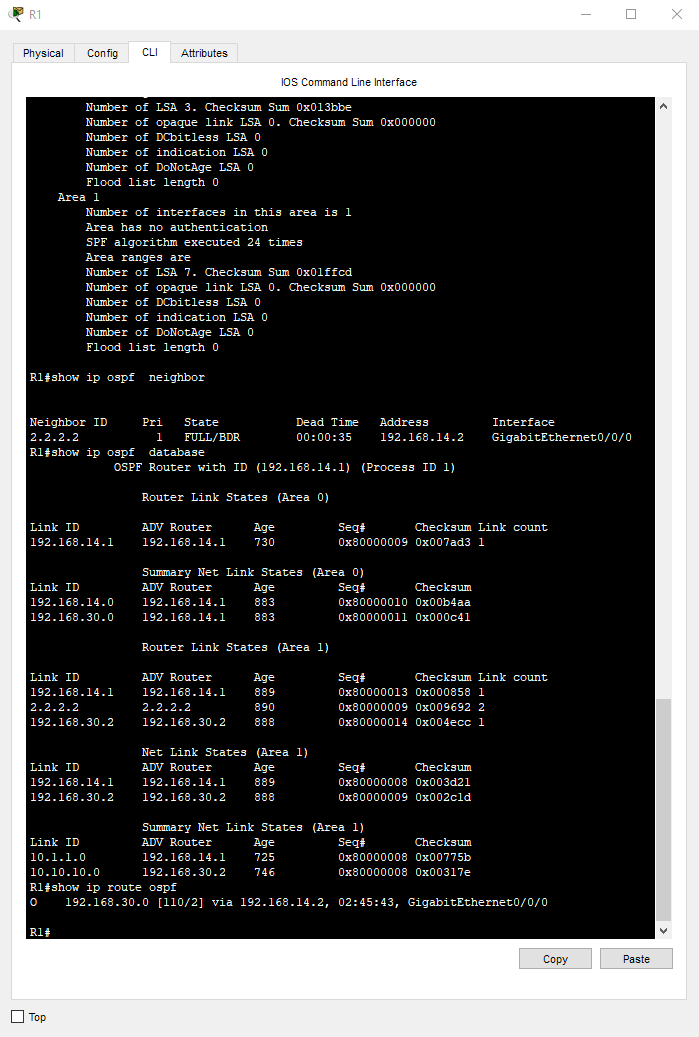 R1
Physical Config CLI Attributes
IOS Command Line Interface
Number of LSA 3. Checksum Sum 0x013bbe
Number of opaque link LSA 0. Checksum Sum 0x000000
Number of DCbitless LSA 0
Number of indication LSA 0
Number of DoNotAge LSA 0
Flood list length 0
Area 1
Number of interfaces in this area is 1
Area has no authentication
SPF algorithm executed 24 times
Area ranges are
Number of LSA 7. Checksum Sum 0x01ffcd
Number of opaque link LSA 0. Checksum Sum 0x000000
Number of DCbitless LSA 0
Number of indication LSA 0
Number of DoNotAge LSA 0
Flood list length 0
R1#show ip ospf  neighbor
Neighbor ID     Pri   State           Dead Time   Address         Interface
2.2.2.2           1   FULL/BDR        00:00:35    192.168.14.2    GigabitEthernet0/0/0
R1#show ip ospf  database
OSPF Router with ID (192.168.14.1) (Process ID 1)
Router Link States (Area 0)
Link ID         ADV Router      Age         Seq#       Checksum Link count
192.168.14.1    192.168.14.1    730         0x80000009 0x007ad3 1
Summary Net Link States (Area 0)
Link ID         ADV Router      Age         Seq#       Checksum
192.168.14.0    192.168.14.1    883         0x80000010 0x00b4aa
192.168.30.0    192.168.14.1    883         0x80000011 0x000c41
Router Link States (Area 1)
Link ID         ADV Router      Age         Seq#       Checksum Link count
192.168.14.1    192.168.14.1    889         0x80000013 0x000858 1
2.2.2.2         2.2.2.2         890         0x80000009 0x009692 2
192.168.30.2    192.168.30.2    888         0x80000014 0x004ecc 1
Net Link States (Area 1)
Link ID         ADV Router      Age         Seq#       Checksum
192.168.14.1    192.168.14.1    889         0x80000008 0x003d21
192.168.30.2    192.168.30.2    888         0x80000009 0x002c1d
Summary Net Link States (Area 1)
Link ID         ADV Router      Age         Seq#       Checksum
10.1.1.0        192.168.14.1    725         0x80000008 0x00775b
10.10.10.0      192.168.30.2    746         0x80000008 0x00317e
R1#show ip route ospf
O    192.168.30.0 [110/2] via 192.168.14.2, 02:45:43, GigabitEthernet0/0/0
R1#
Copy Paste
Top